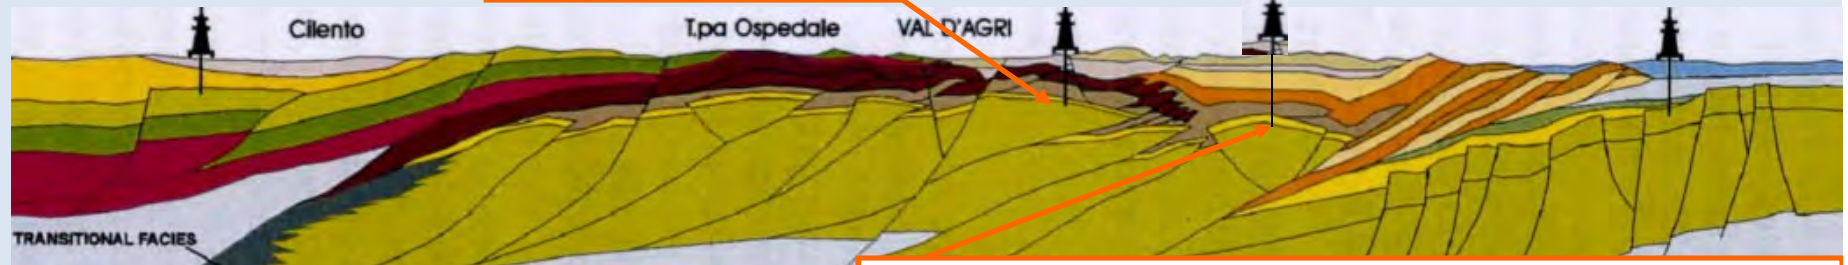 Cilento
T.pa Ospedale
VAL D'AGRI
TRANSITIONAL FACIES